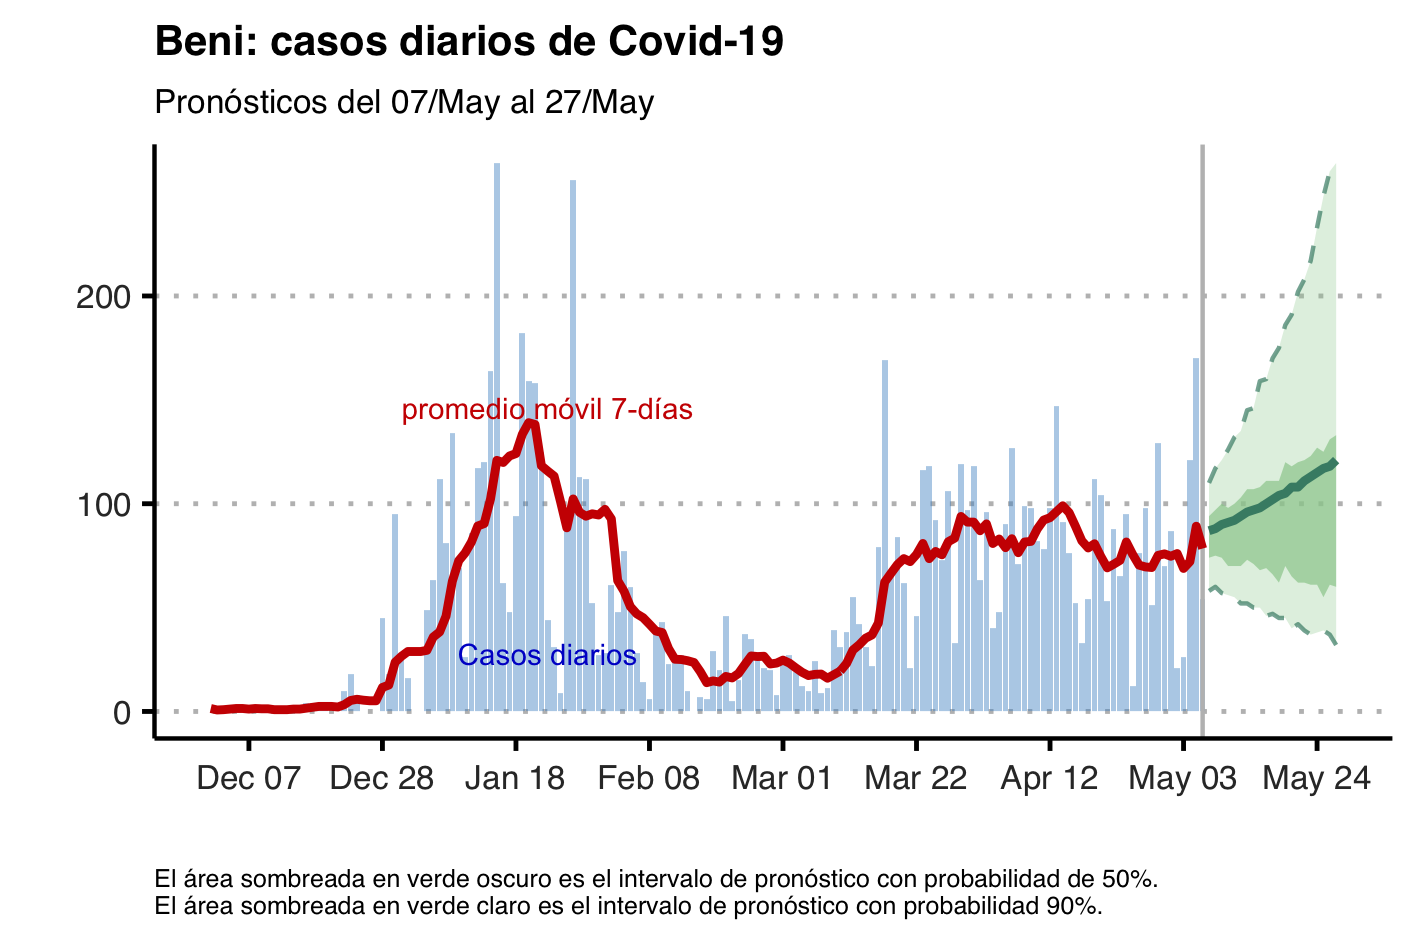 Beni: casos diarios de Covid-19
Pronósticos del 07/May al 27/May
200
promedio móvil 7-días
100
Casos diarios
0
Dec 07 Dec 28 Jan 18 Feb 08 Mar 01 Mar 22 Apr 12 May 03 May 24
El área sombreada en verde oscuro es el intervalo de pronóstico con probabilidad de 50%.
El área sombreada en verde claro es el intervalo de pronóstico con probabilidad 90%.